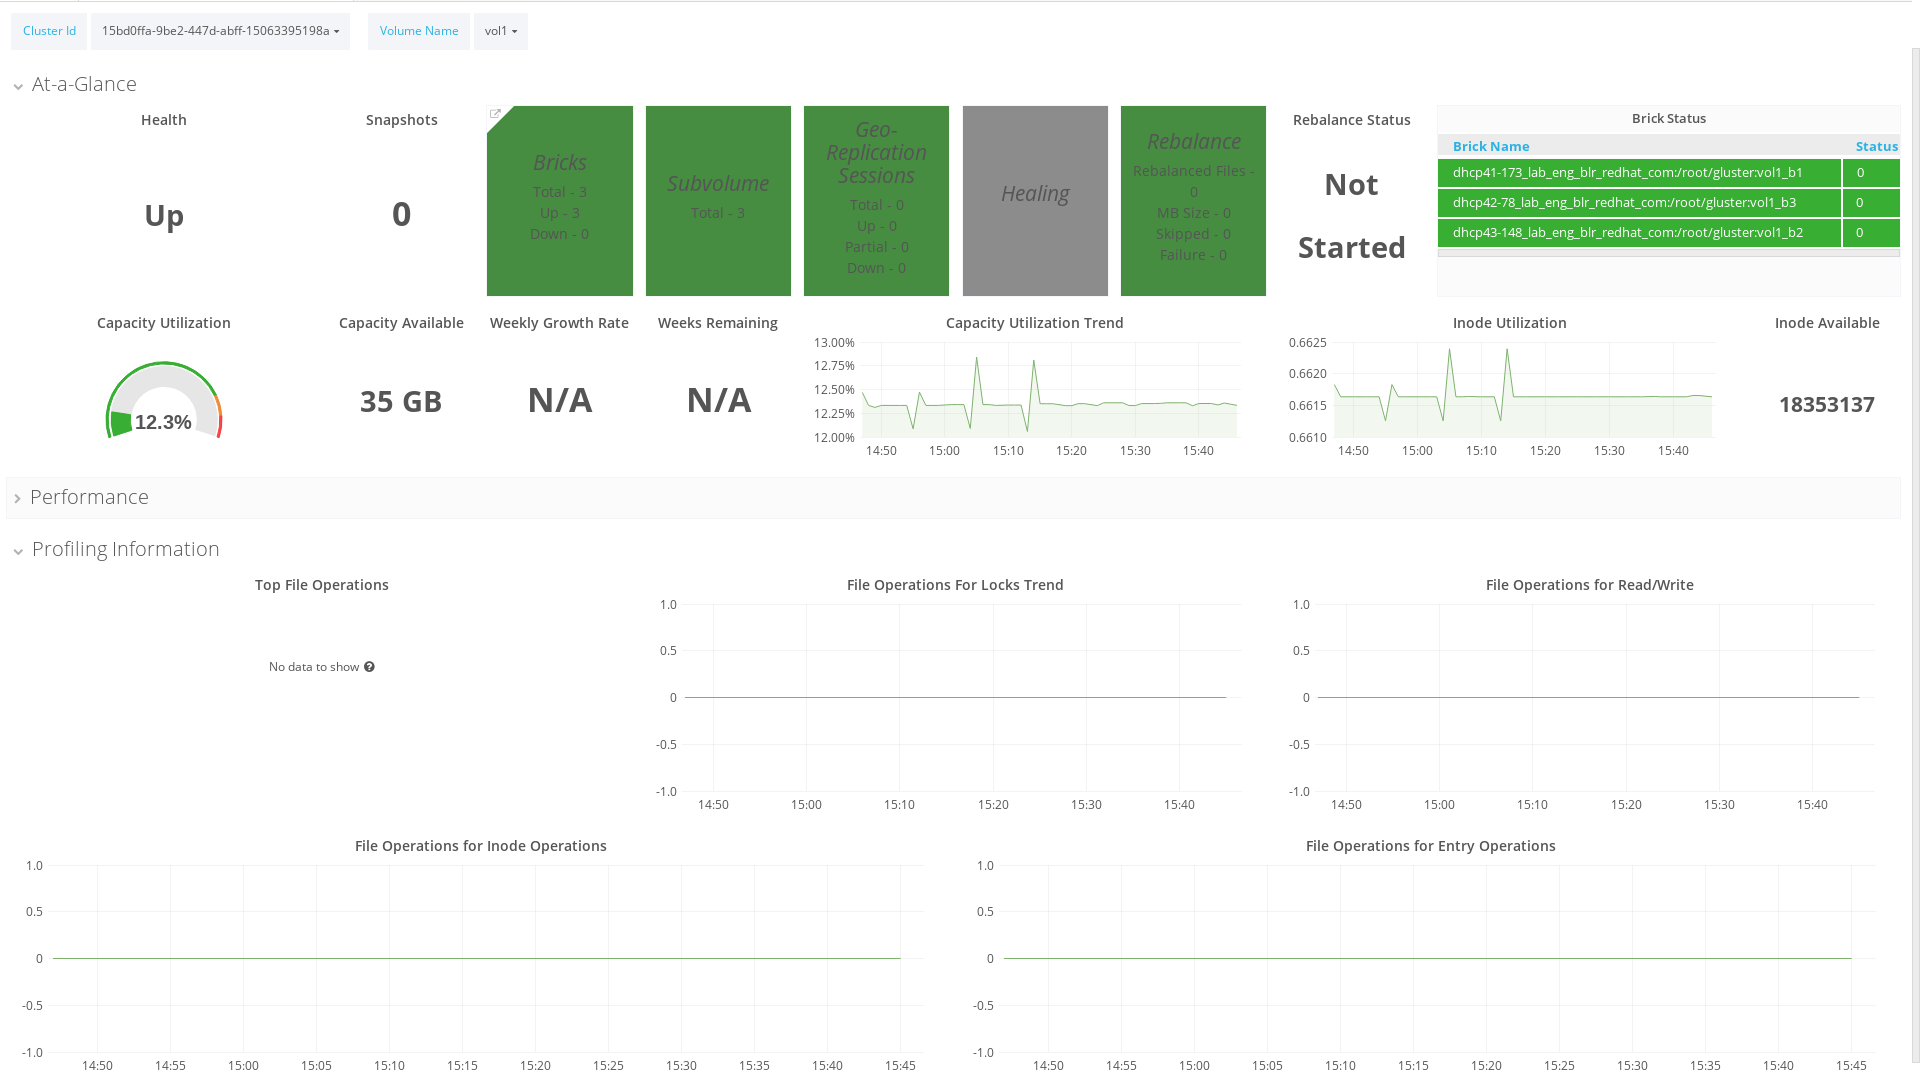 Cluster Id 15bd0ffa-9be2-447d-abff-15063395198a Volume Name vol1
At-a-Glance
Health
Up
Snapshots
0
Bricks
Total - 3
Up - 3
Down - 0
Subvolume
Total - 3
Geo-
Replication
Sessions
Total - 0
Up - 0
Partial - 0
Down - 0
Healing
Rebalance
Rebalanced Files -
0
MB Size - 0
Skipped - 0
Failure - 0
Rebalance Status
Not
Started
Brick Status
Brick Name Status
dhcp41-173_lab_eng_blr_redhat_com:/root/gluster:vol1_b1 0
dhcp42-78_lab_eng_blr_redhat_com:/root/gluster:vol1_b3 0
dhcp43-148_lab_eng_blr_redhat_com:/root/gluster:vol1_b2 0
Capacity Utilization
12.3%
Capacity Available
35 GB
Weekly Growth Rate
N/A
Weeks Remaining
N/A
Capacity Utilization Trend
13.00%
12.75%
12.50%
12.25%
12.00%
14:50 15:00 15:10 15:20 15:30 15:40
Inode Utilization
0.6625
0.6620
0.6615
0.6610
14:50 15:00 15:10 15:20 15:30 15:40
Inode Available
18353137
Performance
Profiling Information
Top File Operations
No data to show
File Operations For Locks Trend
1.0
0.5
0
-0.5
-1.0
14:50 15:00 15:10 15:20 15:30 15:40
File Operations for Read/Write
1.0
0.5
0
-0.5
-1.0
14:50 15:00 15:10 15:20 15:30 15:40
File Operations for Inode Operations
1.0
0.5
0
-0.5
-1.0
14:50 14:55 15:00 15:05 15:10 15:15 15:20 15:25 15:30 15:35 15:40 15:45
File Operations for Entry Operations
1.0
0.5
0
-0.5
-1.0
14:50 14:55 15:00 15:05 15:10 15:15 15:20 15:25 15:30 15:35 15:40 15:45